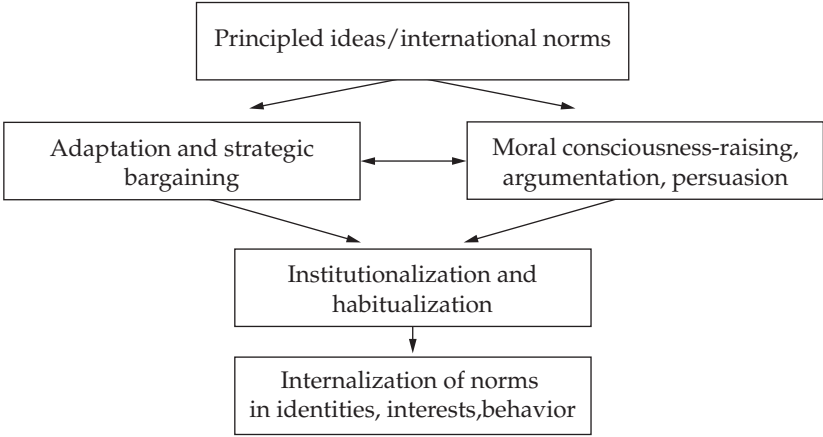 Principled ideas/international norms
Adaptation and strategic
bargaining
Moral consciousness-raising,
argumentation, persuasion
Institutionalization and
habitualization
Internalization of norms
in identities, interests,behavior